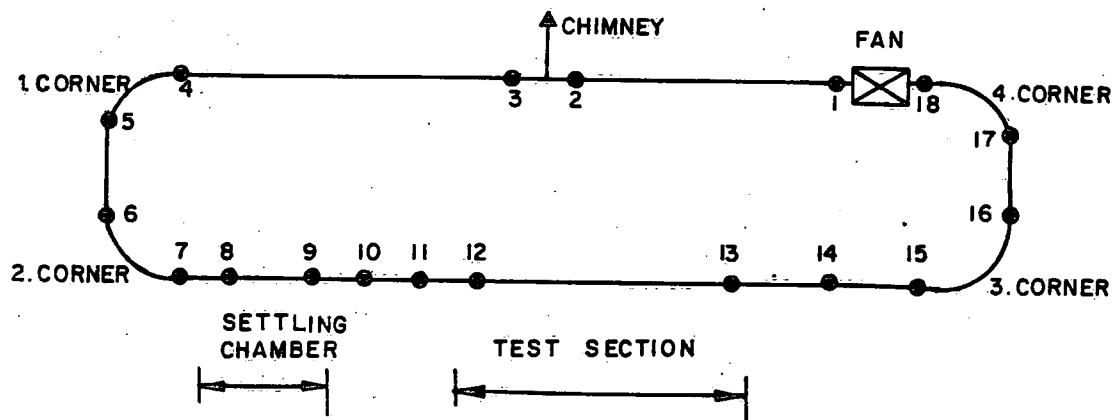 CHIMNEY
FAN
1. CORNER
4
3
2
1
18
4. CORNER
5
17
6
16
7
8
9
10
11
12
13
14
15
2. CORNER
3. CORNER
SETTLING
CHAMBER
TEST SECTION